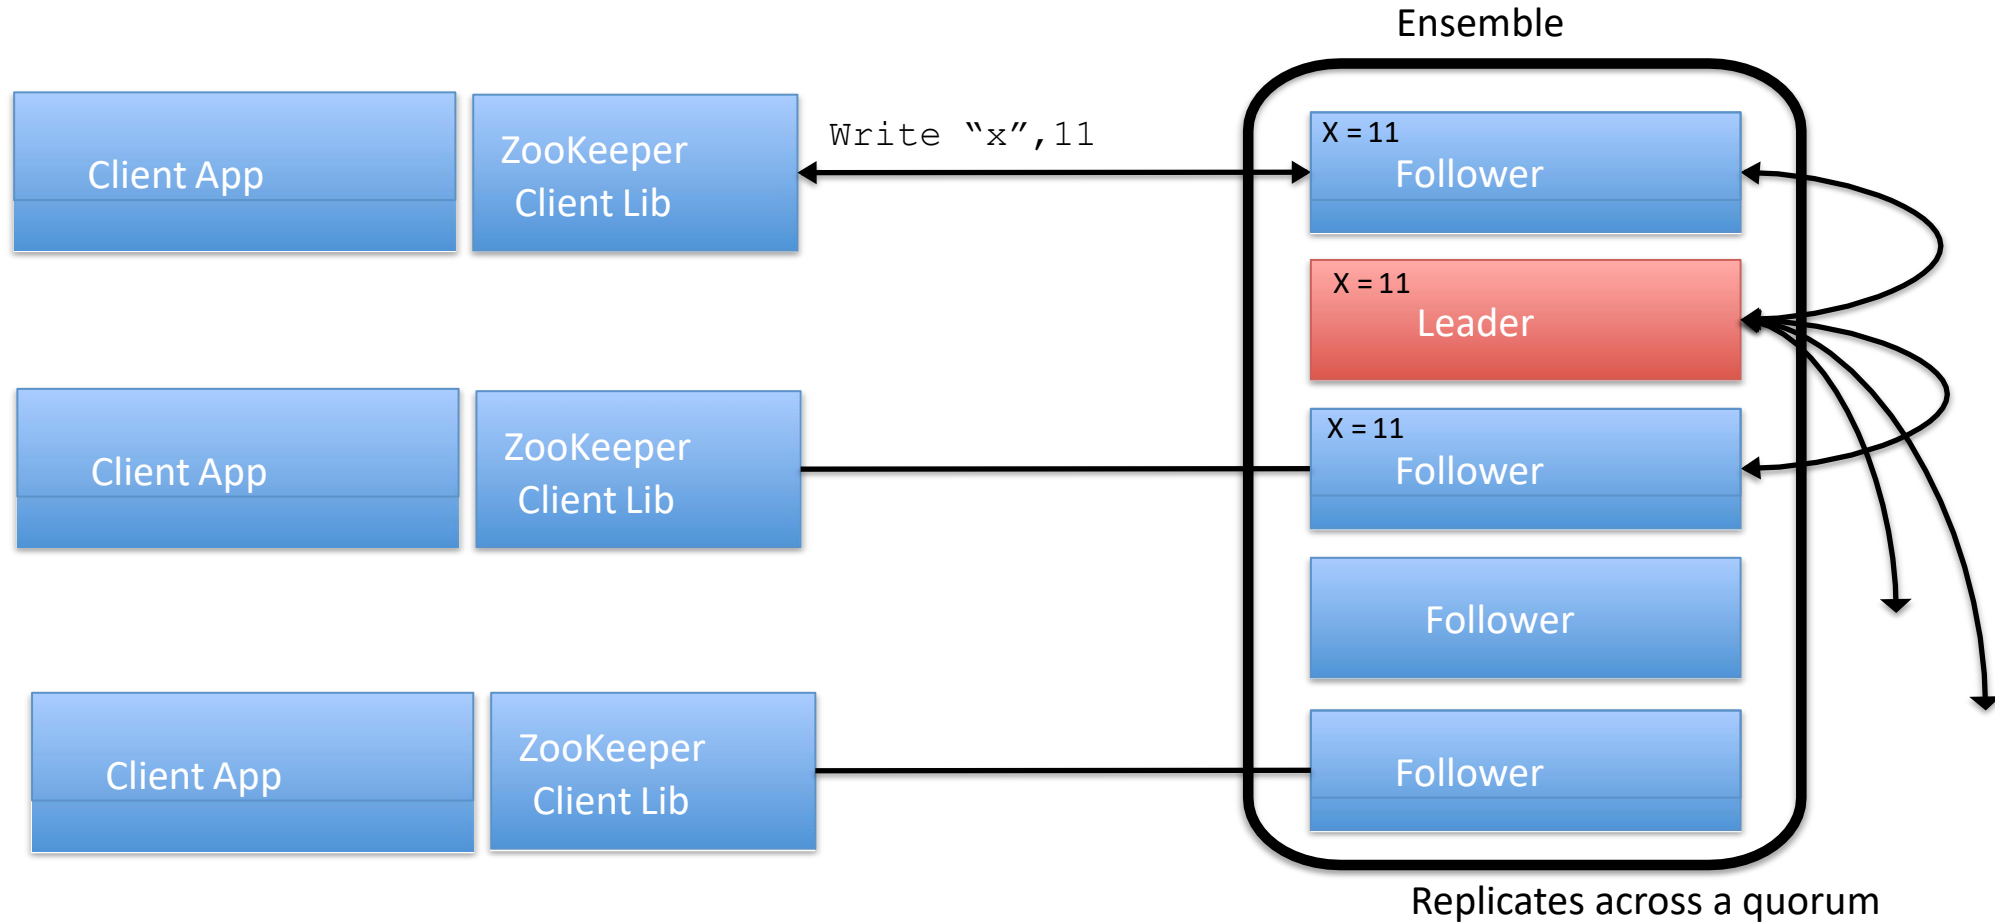 Ensemble
Client App
ZooKeeper
Client Lib
Write “x”,11
X = 11
Follower
X = 11
Leader
Client App
ZooKeeper
Client Lib
X = 11
Follower
Follower
Client App
ZooKeeper
Client Lib
Follower
Replicates across a quorum